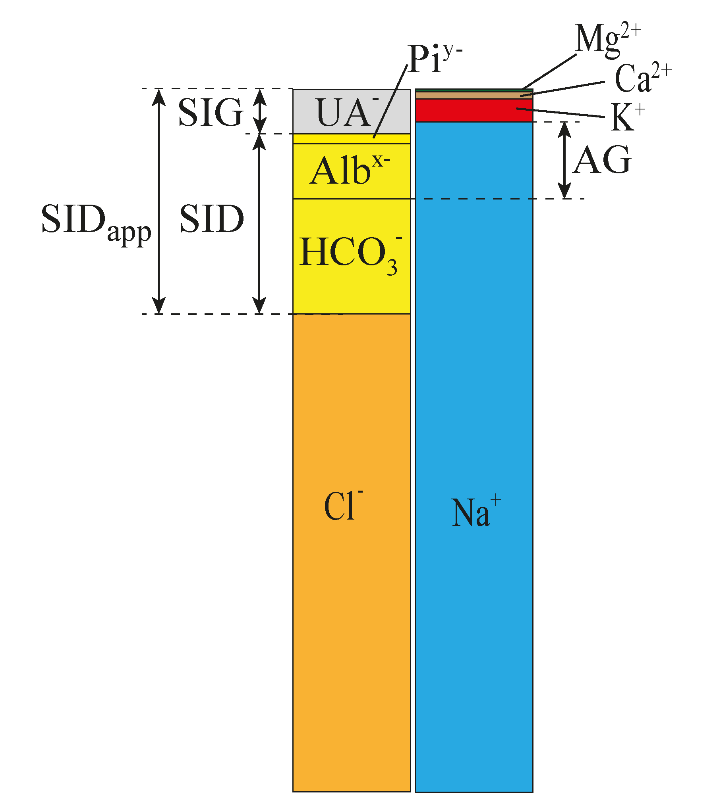 Mg²⁺
Piʸ⁻
Ca²⁺
SIG
UA⁻
K⁺
Albˣ⁻
AG
SIDapp
SID
HCO₃⁻
Cl⁻
Na⁺